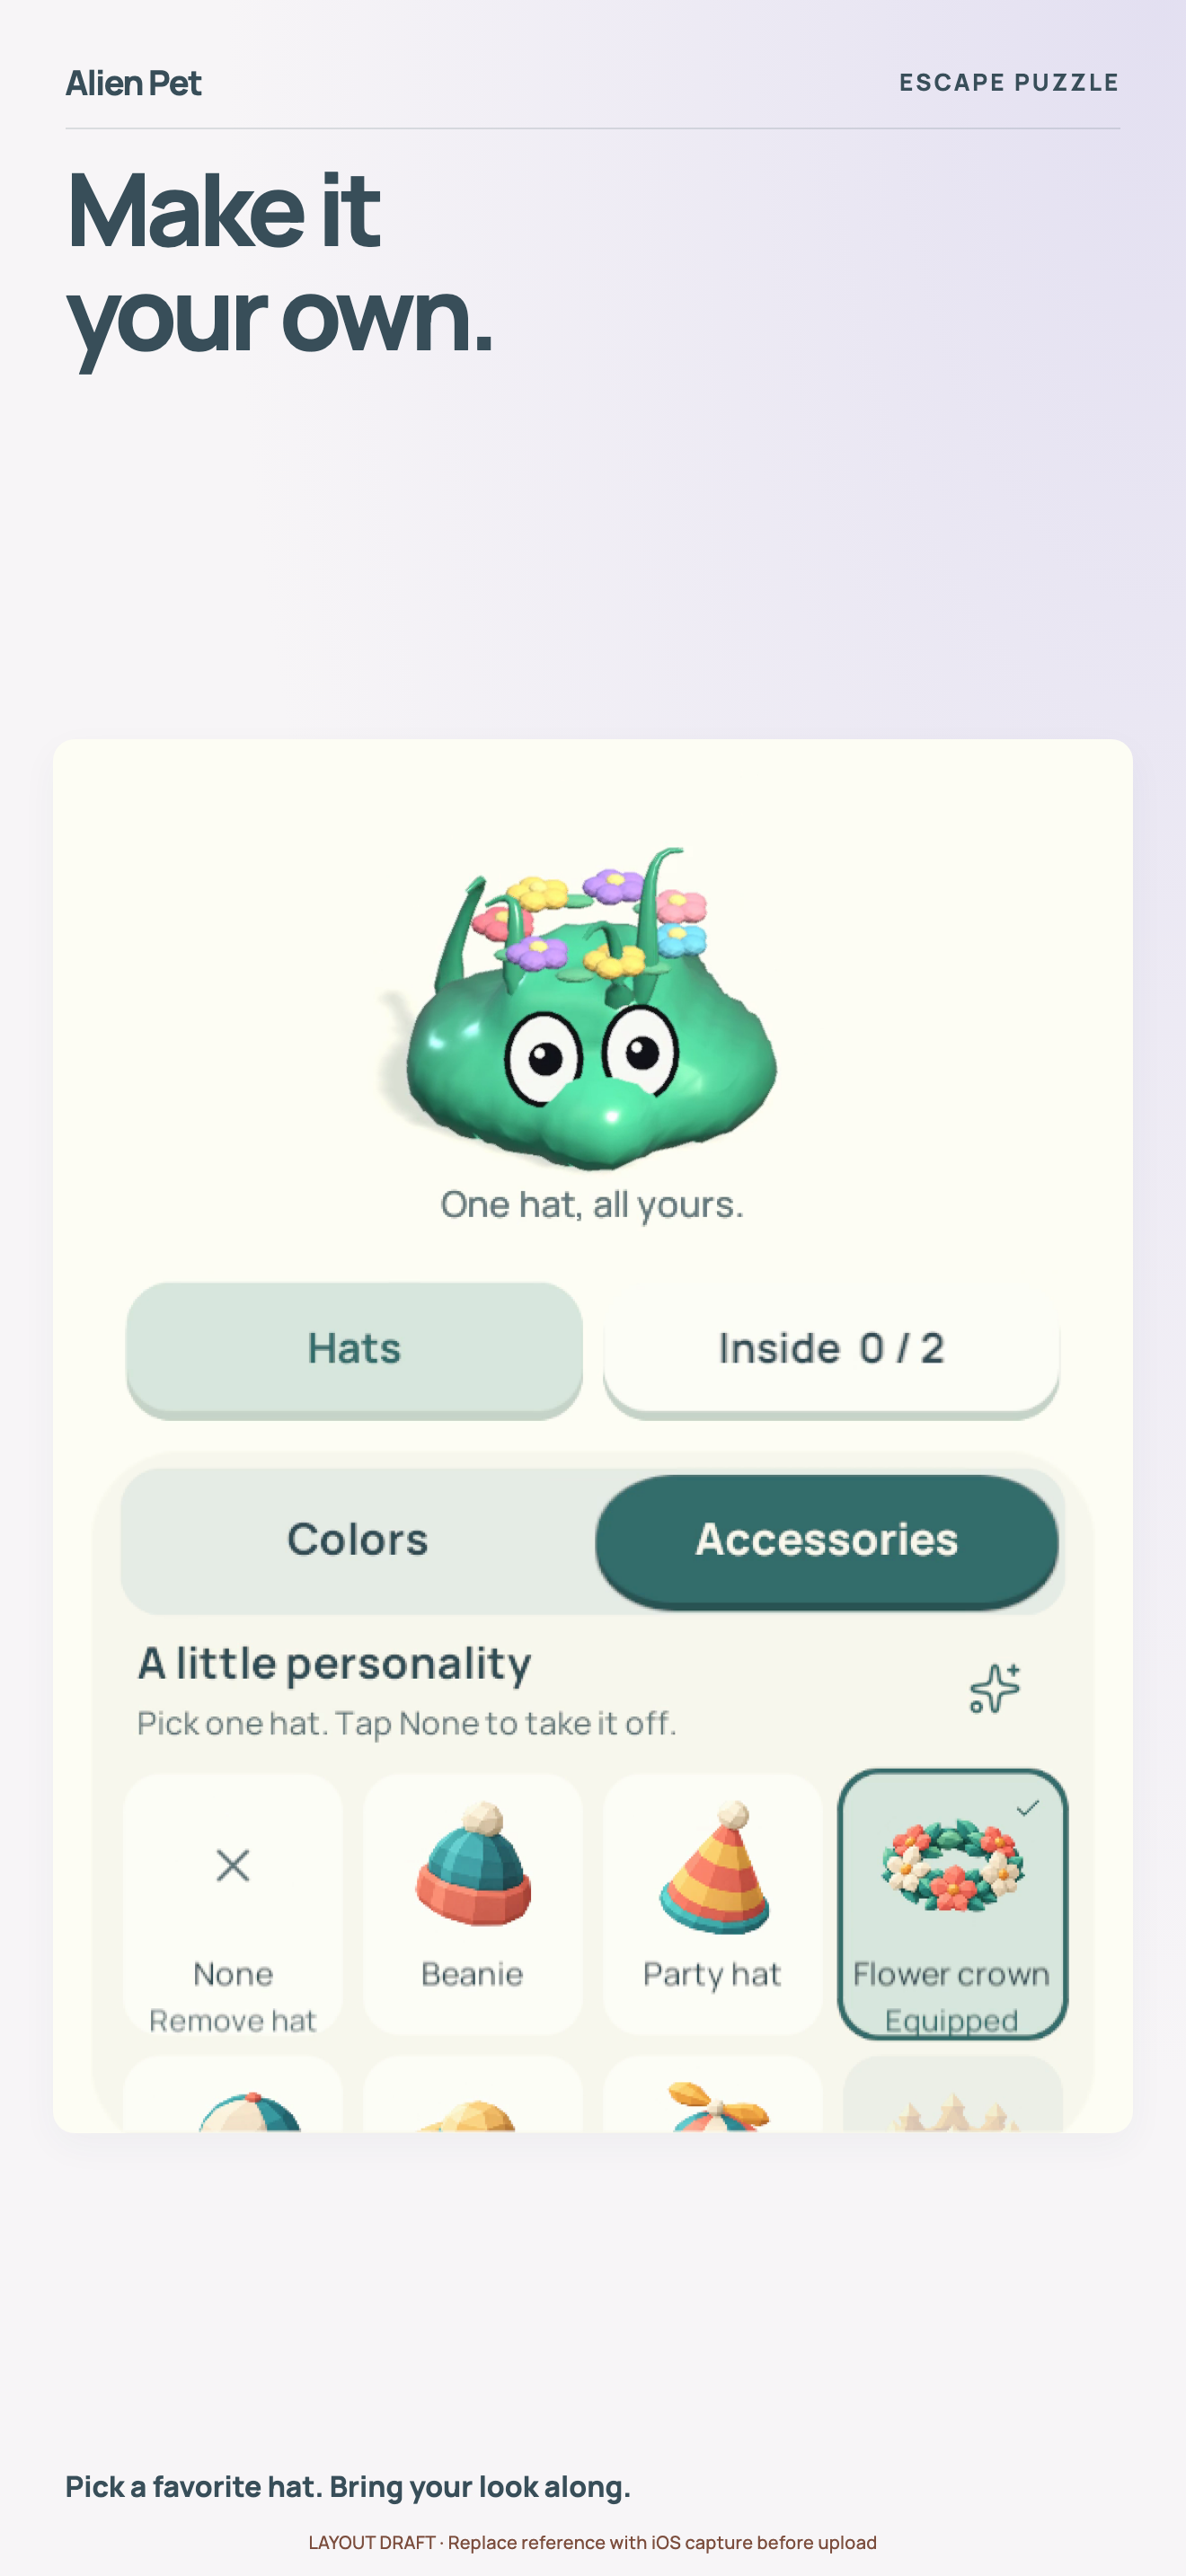 Alien Pet
ESCAPE PUZZLE
Make it
your own.
One hat, all yours.
Hats
Inside 0 / 2
Colors
Accessories
A little personality
Pick one hat. Tap None to take it off.
None
Remove hat
Beanie
Party hat
Flower crown
Equipped
Pick a favorite hat. Bring your look along.
LAYOUT DRAFT · Replace reference with iOS capture before upload